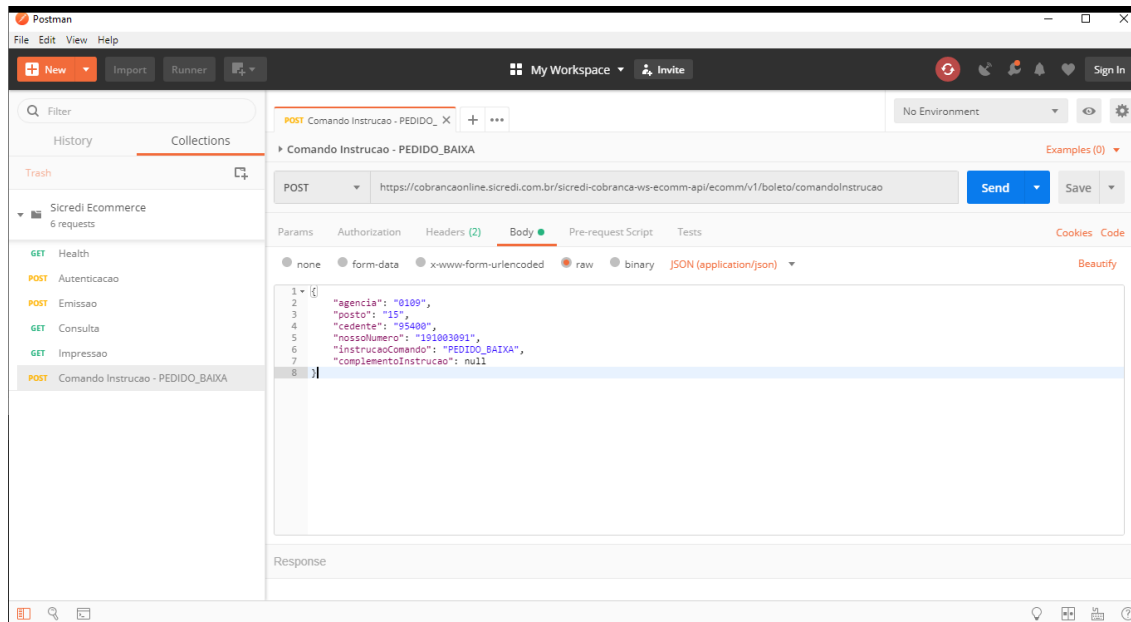 Postman
File Edit View Help
New Import Runner My Workspace Invite Sign In
Filter
History Collections
Trash
Sicredi Ecommerce
6 requests
GET Health
POST Autenticacao
POST Emissao
GET Consulta
GET Impressao
POST Comando Instrucao - PEDIDO_BAIXA
POST Comando Instrucao - PEDIDO_
No Environment
Comando Instrucao - PEDIDO_BAIXA
Examples (0)
POST https://cobrancaonline.sicredi.com.br/sicredi-cobranca-ws-ecomm-api/ecomm/v1/boleto/comandoInstrucao Send Save
Params Authorization Headers (2) Body Pre-request Script Tests Cookies Code
none form-data x-www-form-urlencoded raw binary JSON (application/json) Beautify
1 {
2 "agencia": "0109",
3 "posto": "15",
4 "cedente": "95400",
5 "nossoNumero": "191003091",
6 "instrucaoComando": "PEDIDO_BAIXA",
7 "complementoInstrucao": null
8 }
Response